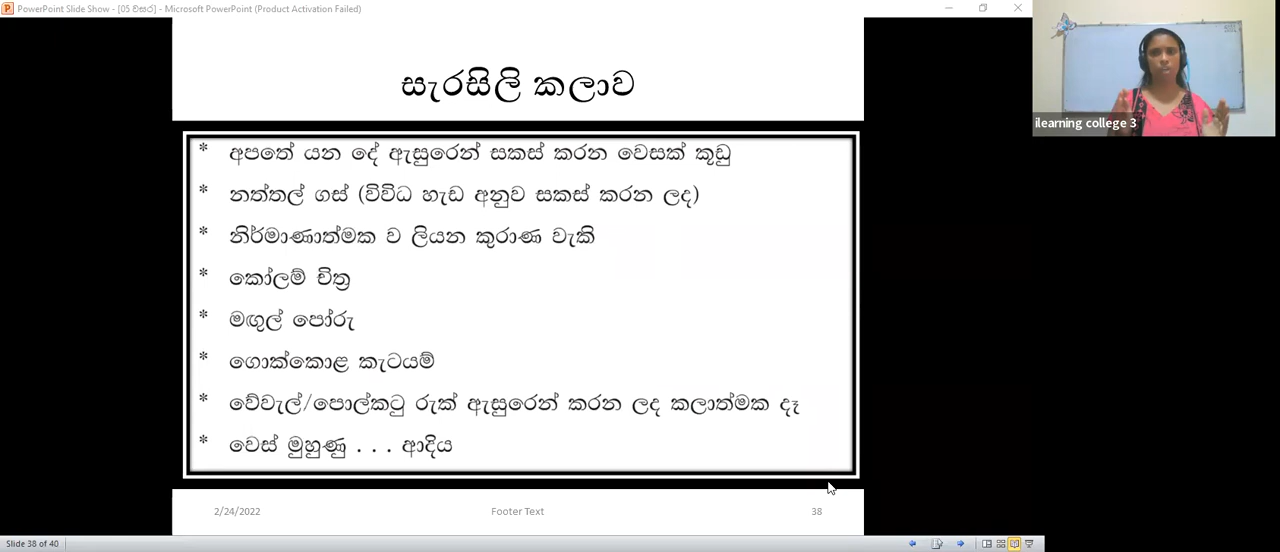 PowerPoint Slide Show - [05 වසර] - Microsoft PowerPoint (Product Activation Failed)
සැරසිලි කලාව
* අපතේ යන දේ ඇසුරෙන් සකස් කරන වෙසක් කූඩු
* නත්තල් ගස් (විවිධ හැඩ අනුව සකස් කරන ලද)
* නිර්මාණාත්මක ව ලියන කුරාණ වැකි
* කෝලම් චිත්‍ර
* මඟුල් පෝරු
* ගොක්කොළ කැටයම්
* වේවැල්/පොල්කටු රුක් ඇසුරෙන් කරන ලද කලාත්මක දෑ
* වෙස් මුහුණු . . . ආදිය
2/24/2022 Footer Text 38
Slide 38 of 40
ilearning college 3